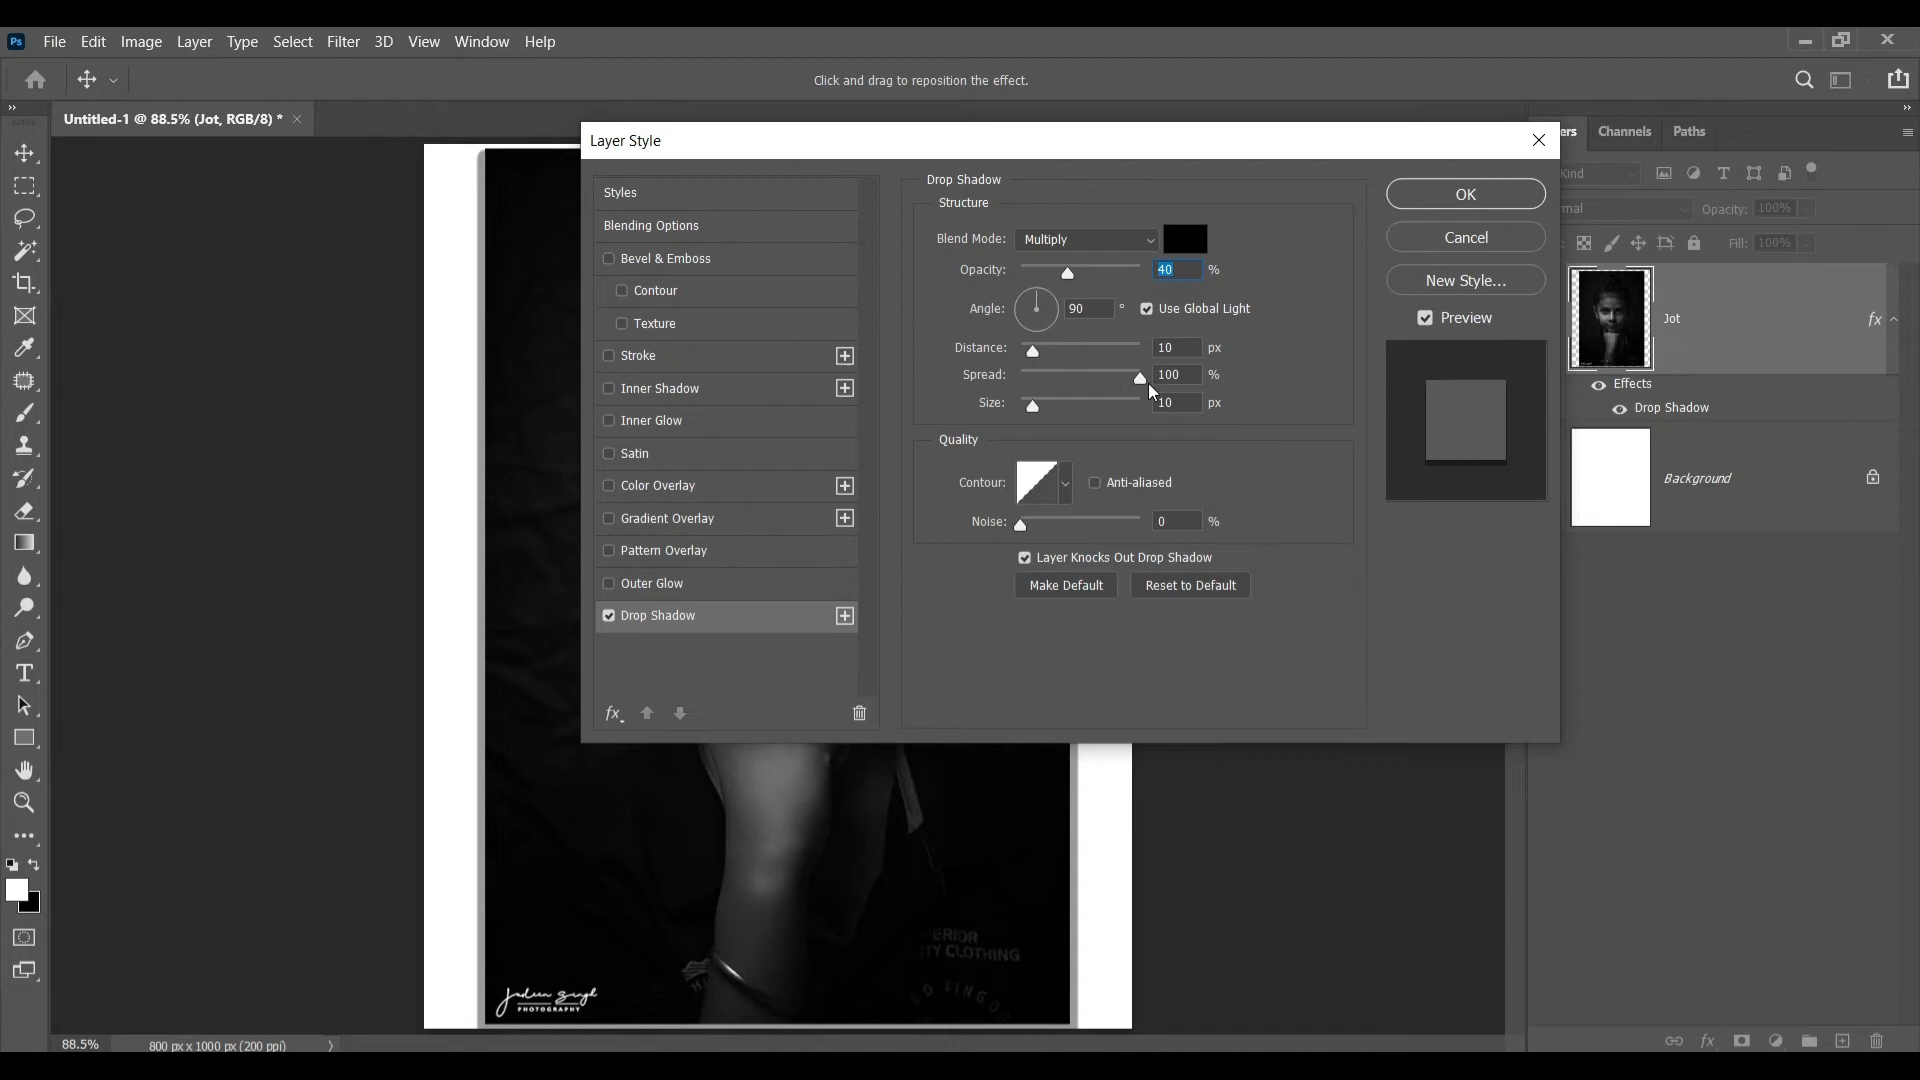 Ps File Edit Image Layer Type Select Filter 3D View Window Help
Click and drag to reposition the effect.
Untitled-1 @ 88.5% (Jot, RGB/8) *
Layer Style
Styles
Blending Options
Bevel & Emboss
Contour
Texture
Stroke
Inner Shadow
Inner Glow
Satin
Color Overlay
Gradient Overlay
Pattern Overlay
Outer Glow
Drop Shadow
fx
Drop Shadow
Structure
Blend Mode: Multiply
Opacity: 40 %
Angle: 90 ° Use Global Light
Distance: 10 px
Spread: 100 %
Size: 10 px
Quality
Contour: Anti-aliased
Noise: 0 %
Layer Knocks Out Drop Shadow
Make Default Reset to Default
OK
Cancel
New Style...
Preview
Channels Paths
Kind
Opacity: 100%
Fill: 100%
Jot fx
Effects
Drop Shadow
Background
CLOTHING
PHOTOGRAPHY
88.5% 800 px x 1000 px (200 ppi)
fx